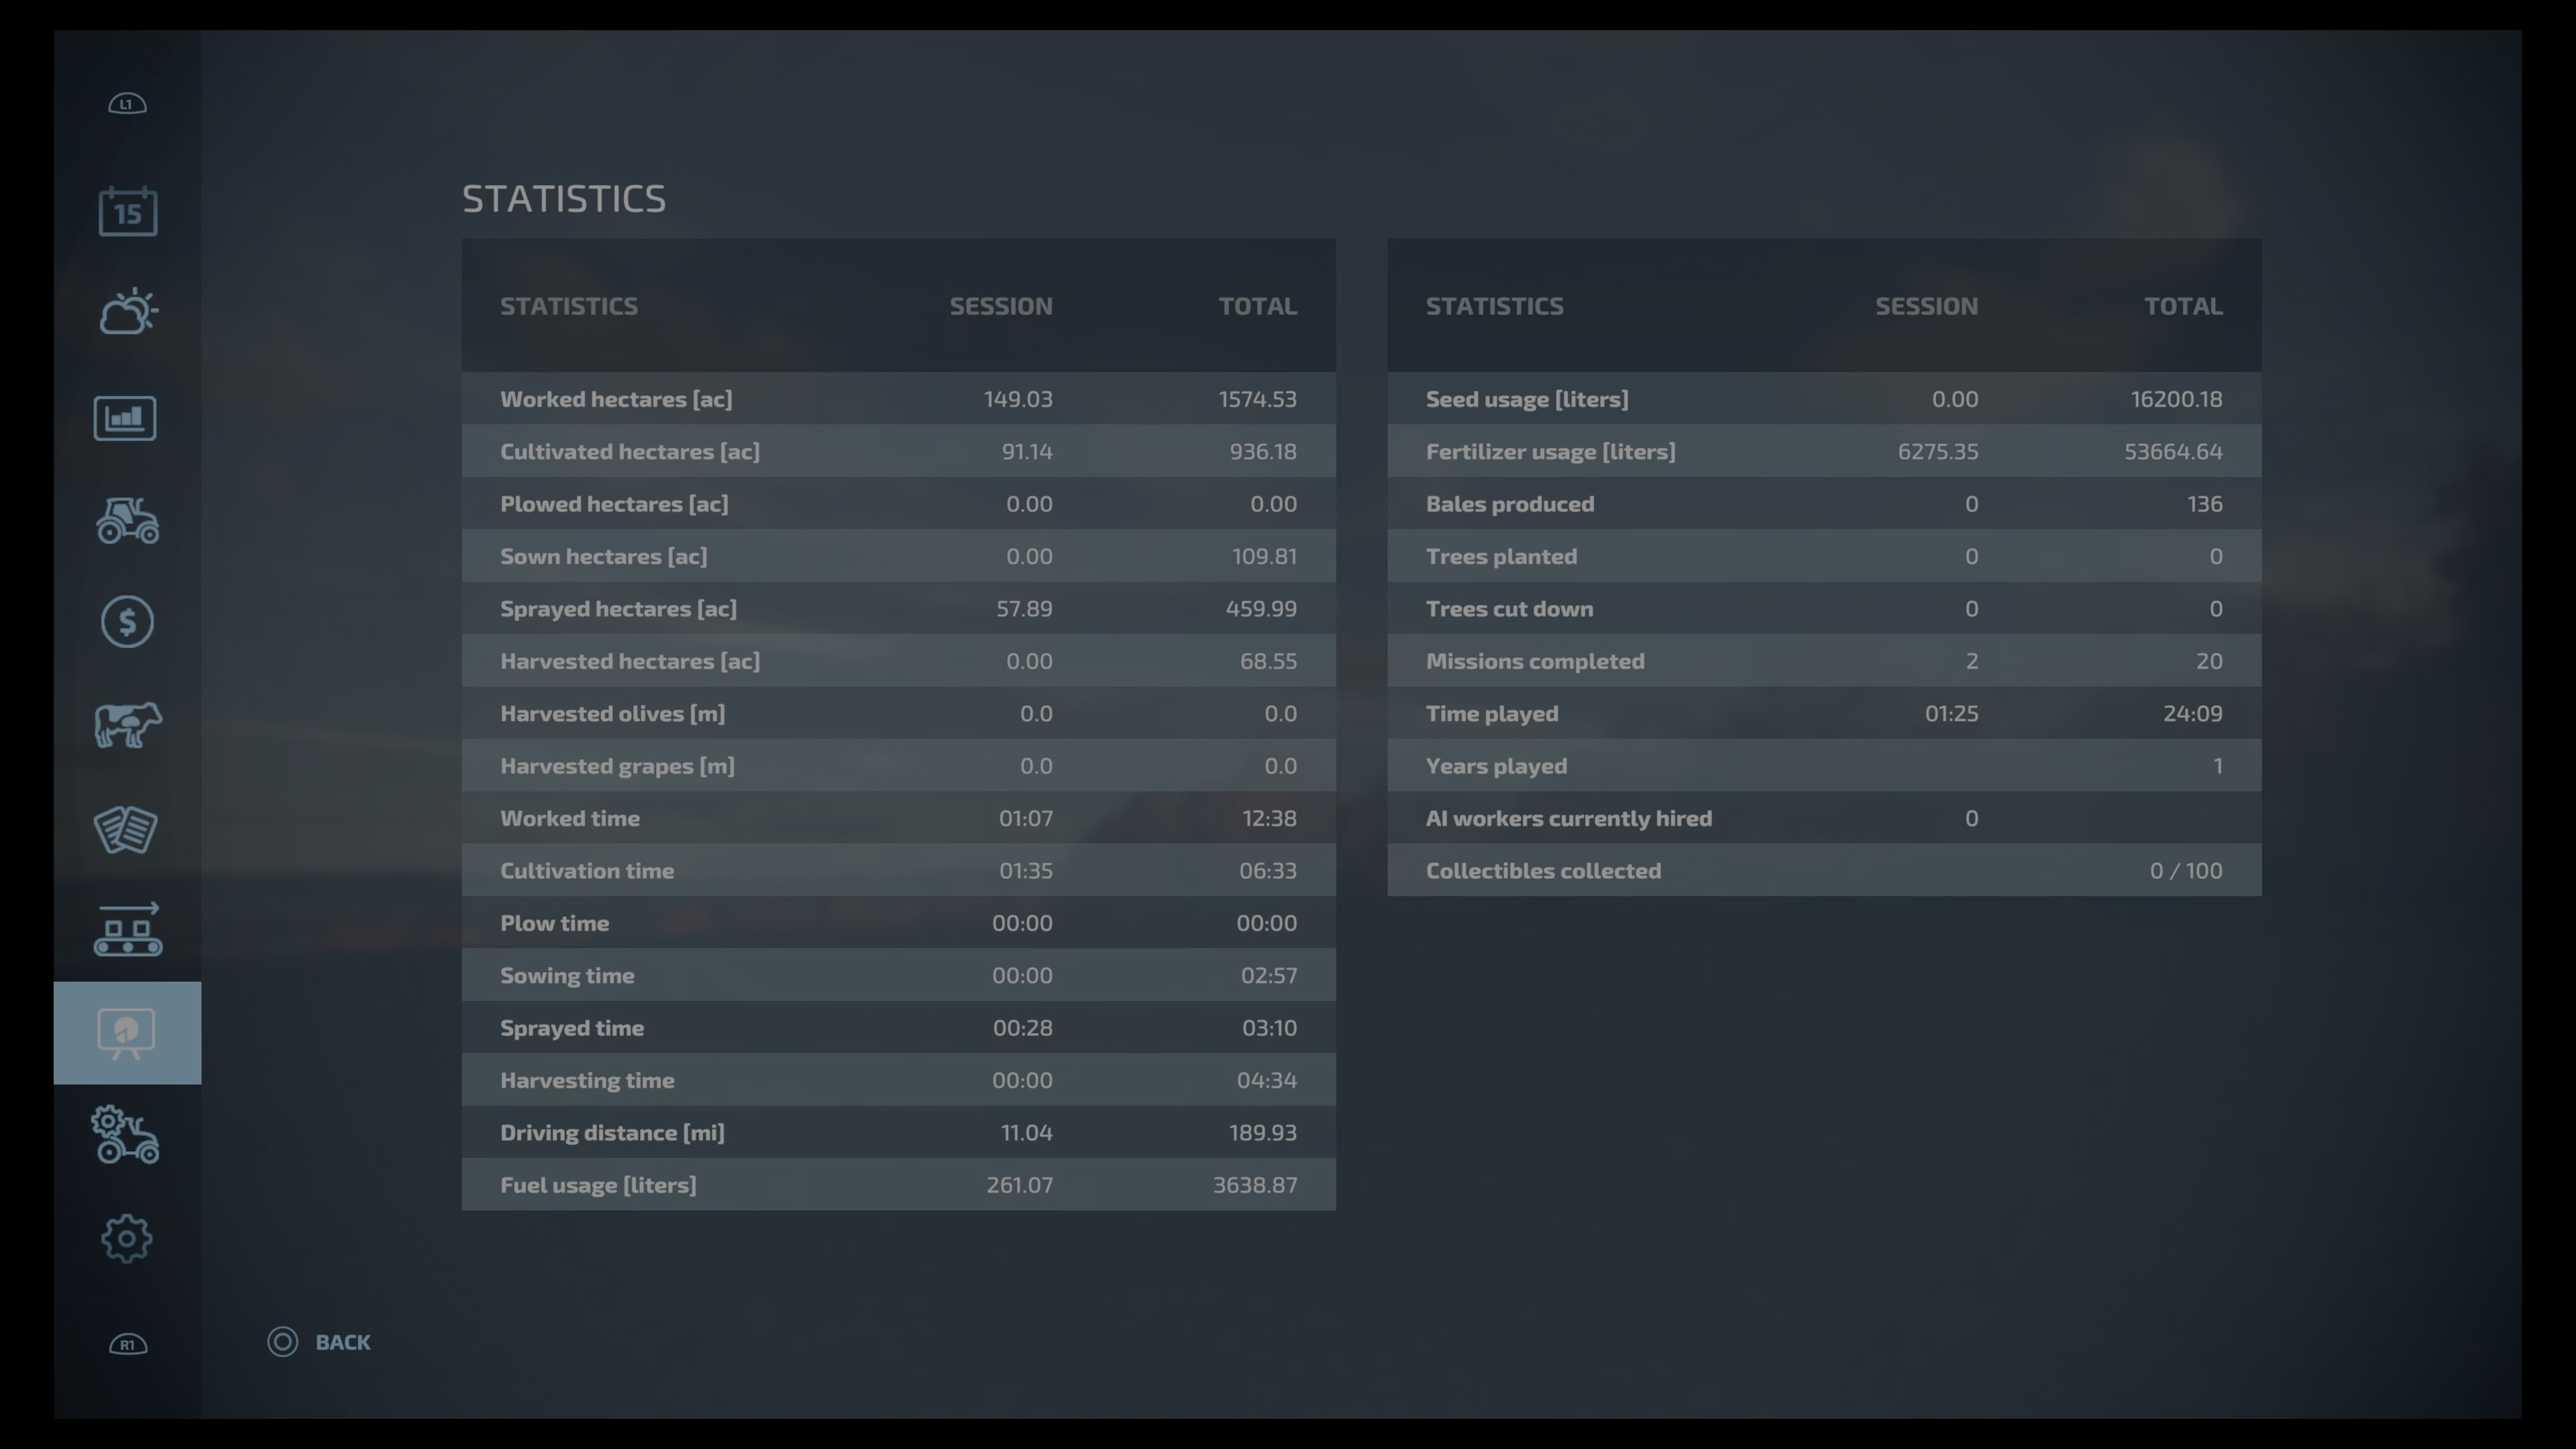 L1
15
$
R1
STATISTICS
STATISTICS SESSION TOTAL
Worked hectares [ac] 149.03 1574.53
Cultivated hectares [ac] 91.14 936.18
Plowed hectares [ac] 0.00 0.00
Sown hectares [ac] 0.00 109.81
Sprayed hectares [ac] 57.89 459.99
Harvested hectares [ac] 0.00 68.55
Harvested olives [m] 0.0 0.0
Harvested grapes [m] 0.0 0.0
Worked time 01:07 12:38
Cultivation time 01:35 06:33
Plow time 00:00 00:00
Sowing time 00:00 02:57
Sprayed time 00:28 03:10
Harvesting time 00:00 04:34
Driving distance [mi] 11.04 189.93
Fuel usage [liters] 261.07 3638.87
STATISTICS SESSION TOTAL
Seed usage [liters] 0.00 16200.18
Fertilizer usage [liters] 6275.35 53664.64
Bales produced 0 136
Trees planted 0 0
Trees cut down 0 0
Missions completed 2 20
Time played 01:25 24:09
Years played 1
AI workers currently hired 0
Collectibles collected 0 / 100
BACK